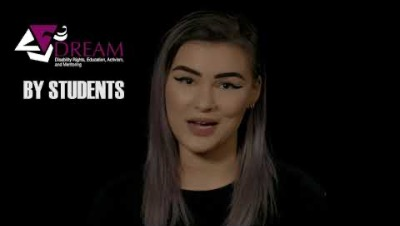 DREAM
Disability Rights, Education, Activism,
and Mentoring
BY STUDENTS